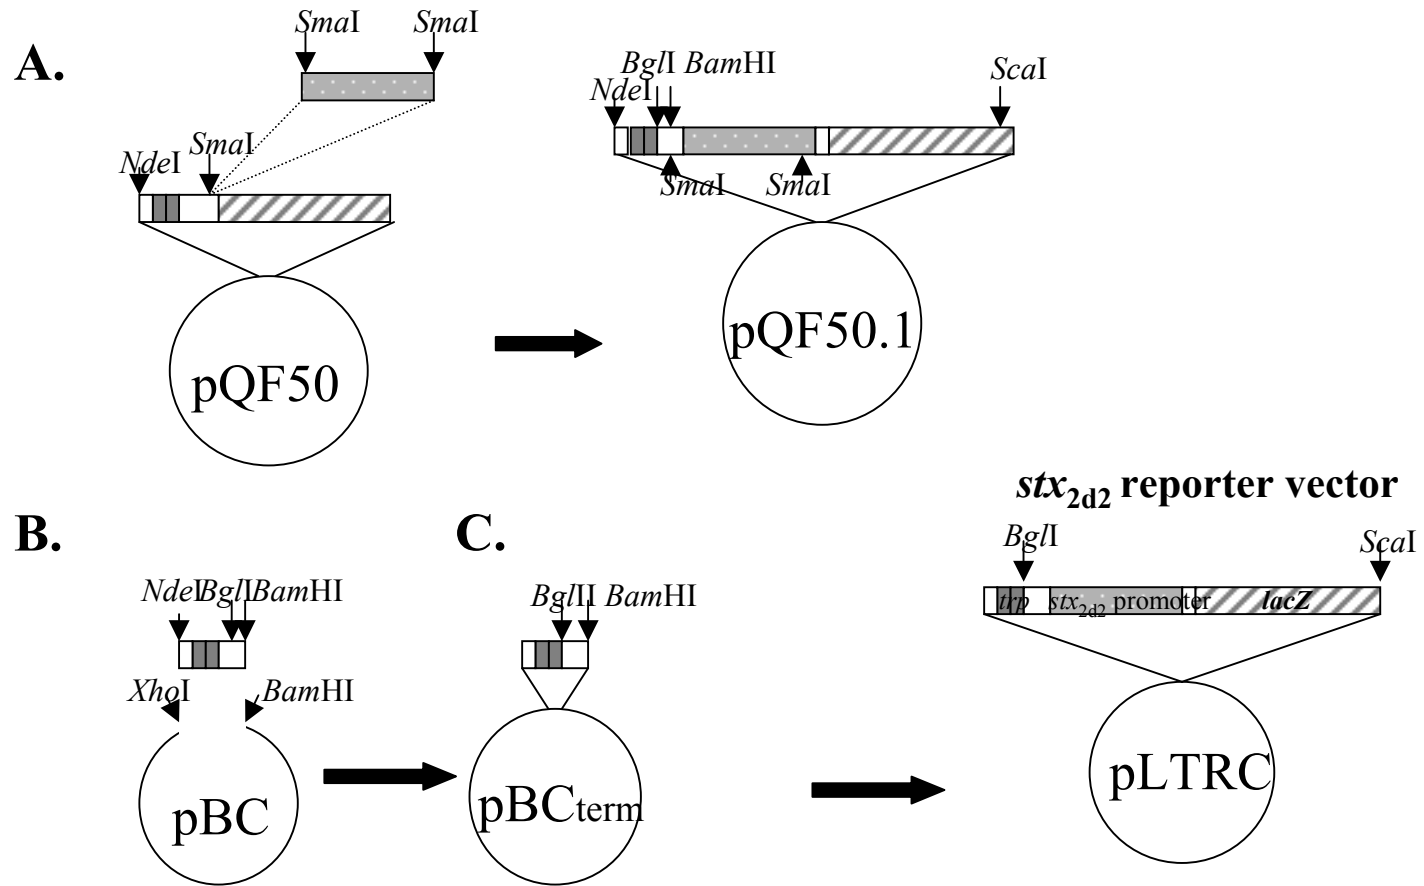 A.
SmaI SmaI
SmaI
NdeI
pQF50
BglI BamHI
NdeI
ScaI
SmaI SmaI
pQF50.1
B.
NdeI BglI BamHI
XhoI BamHI
pBC
C.
BglII BamHI
pBCterm
stx2d2 reporter vector
BglI ScaI
trp stx2d2 promoter lacZ
pLTRC